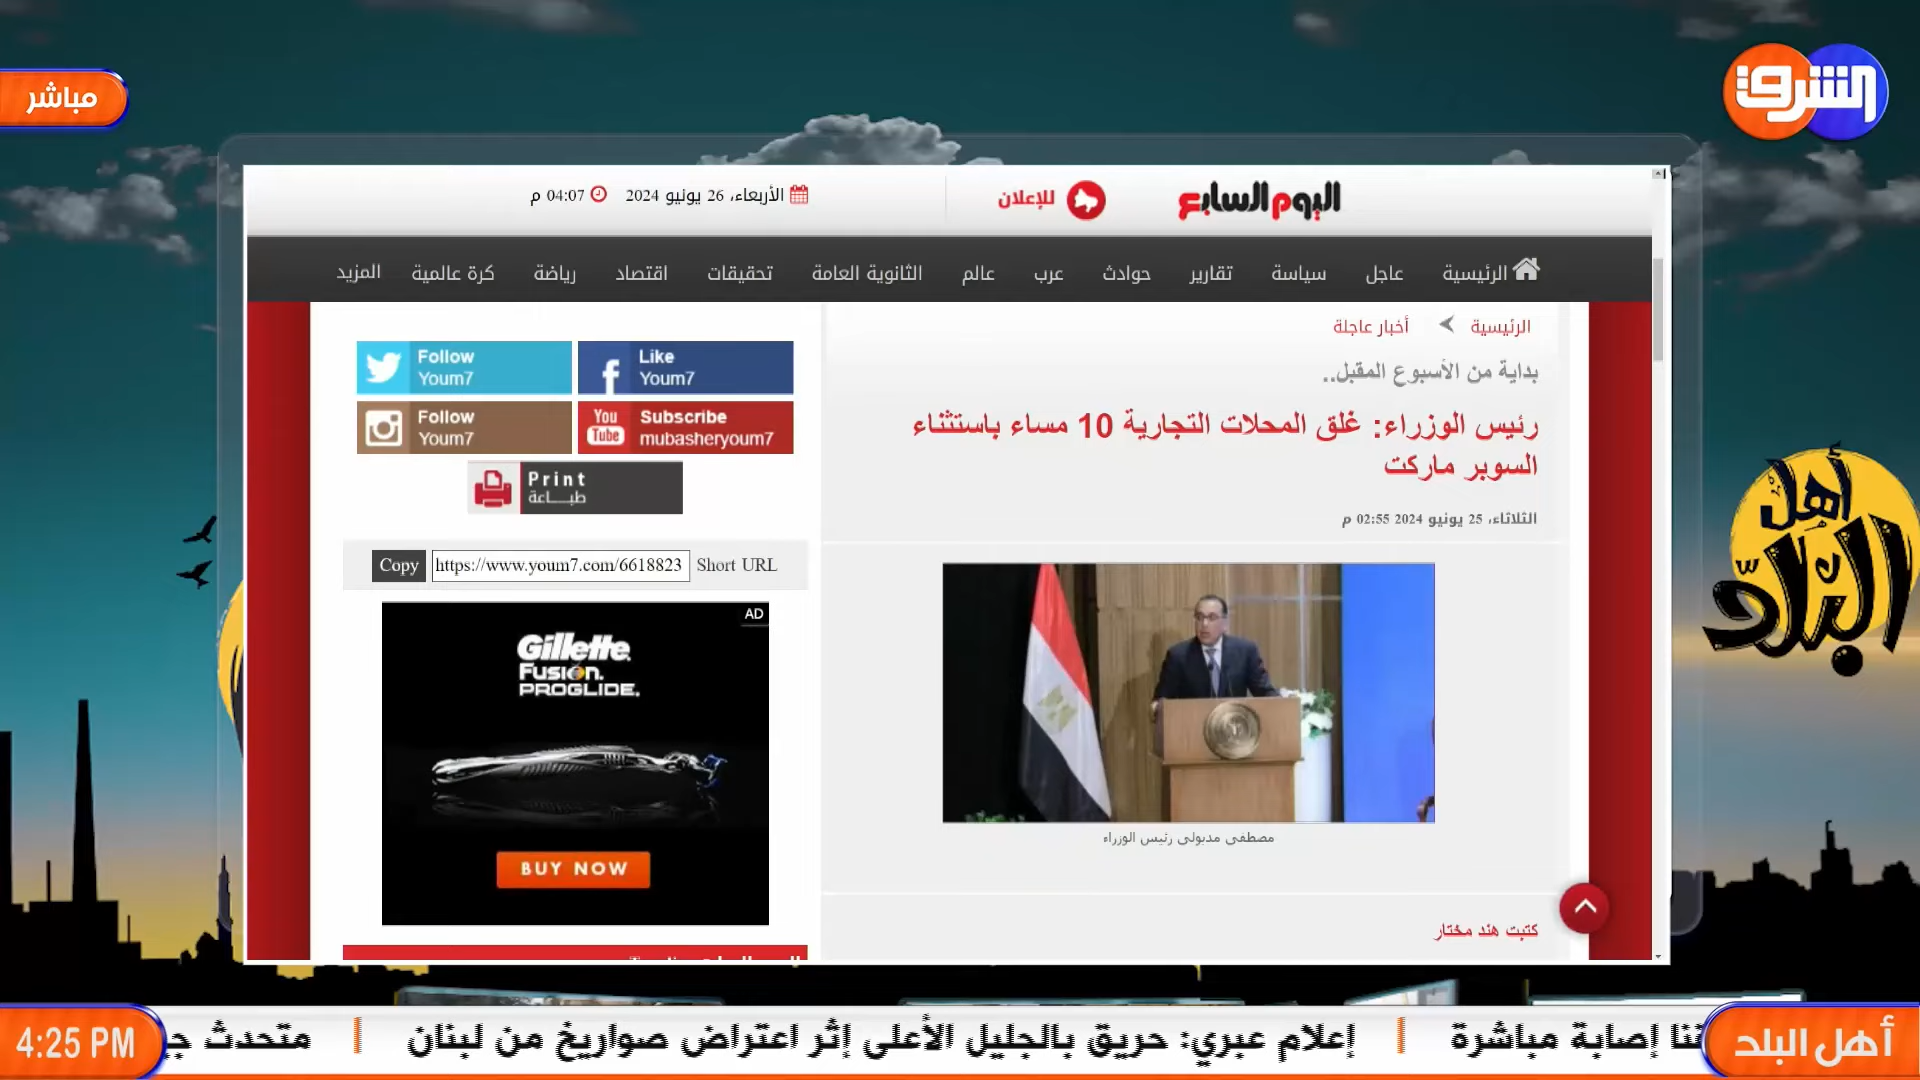 مباشر
الشرق
اليوم السابع
للإعلان
الأربعاء، 26 يونيو 2024
04:07 م
الرئيسية
عاجل
سياسة
تقارير
حوادث
عرب
عالم
الثانوية العامة
تحقيقات
اقتصاد
رياضة
كرة عالمية
المزيد
الرئيسية
أخبار عاجلة
بداية من الأسبوع المقبل..
رئيس الوزراء: غلق المحلات التجارية 10 مساء باستثناء
السوبر ماركت
الثلاثاء، 25 يونيو 2024 02:55 م
مصطفى مدبولى رئيس الوزراء
كتبت هند مختار
Follow
Youm7
Like
Youm7
Follow
Youm7
You
Tube
Subscribe
mubasheryoum7
Print
طبـــاعة
Copy
https://www.youm7.com/6618823
Short URL
AD
Gillette
Fusion.
PROGLIDE.
BUY NOW
أهل
البلد
أهل البلد
إصابة مباشرة | إعلام عبري: حريق بالجليل الأعلى إثر اعتراض صواريخ من لبنان | متحدث
4:25 PM